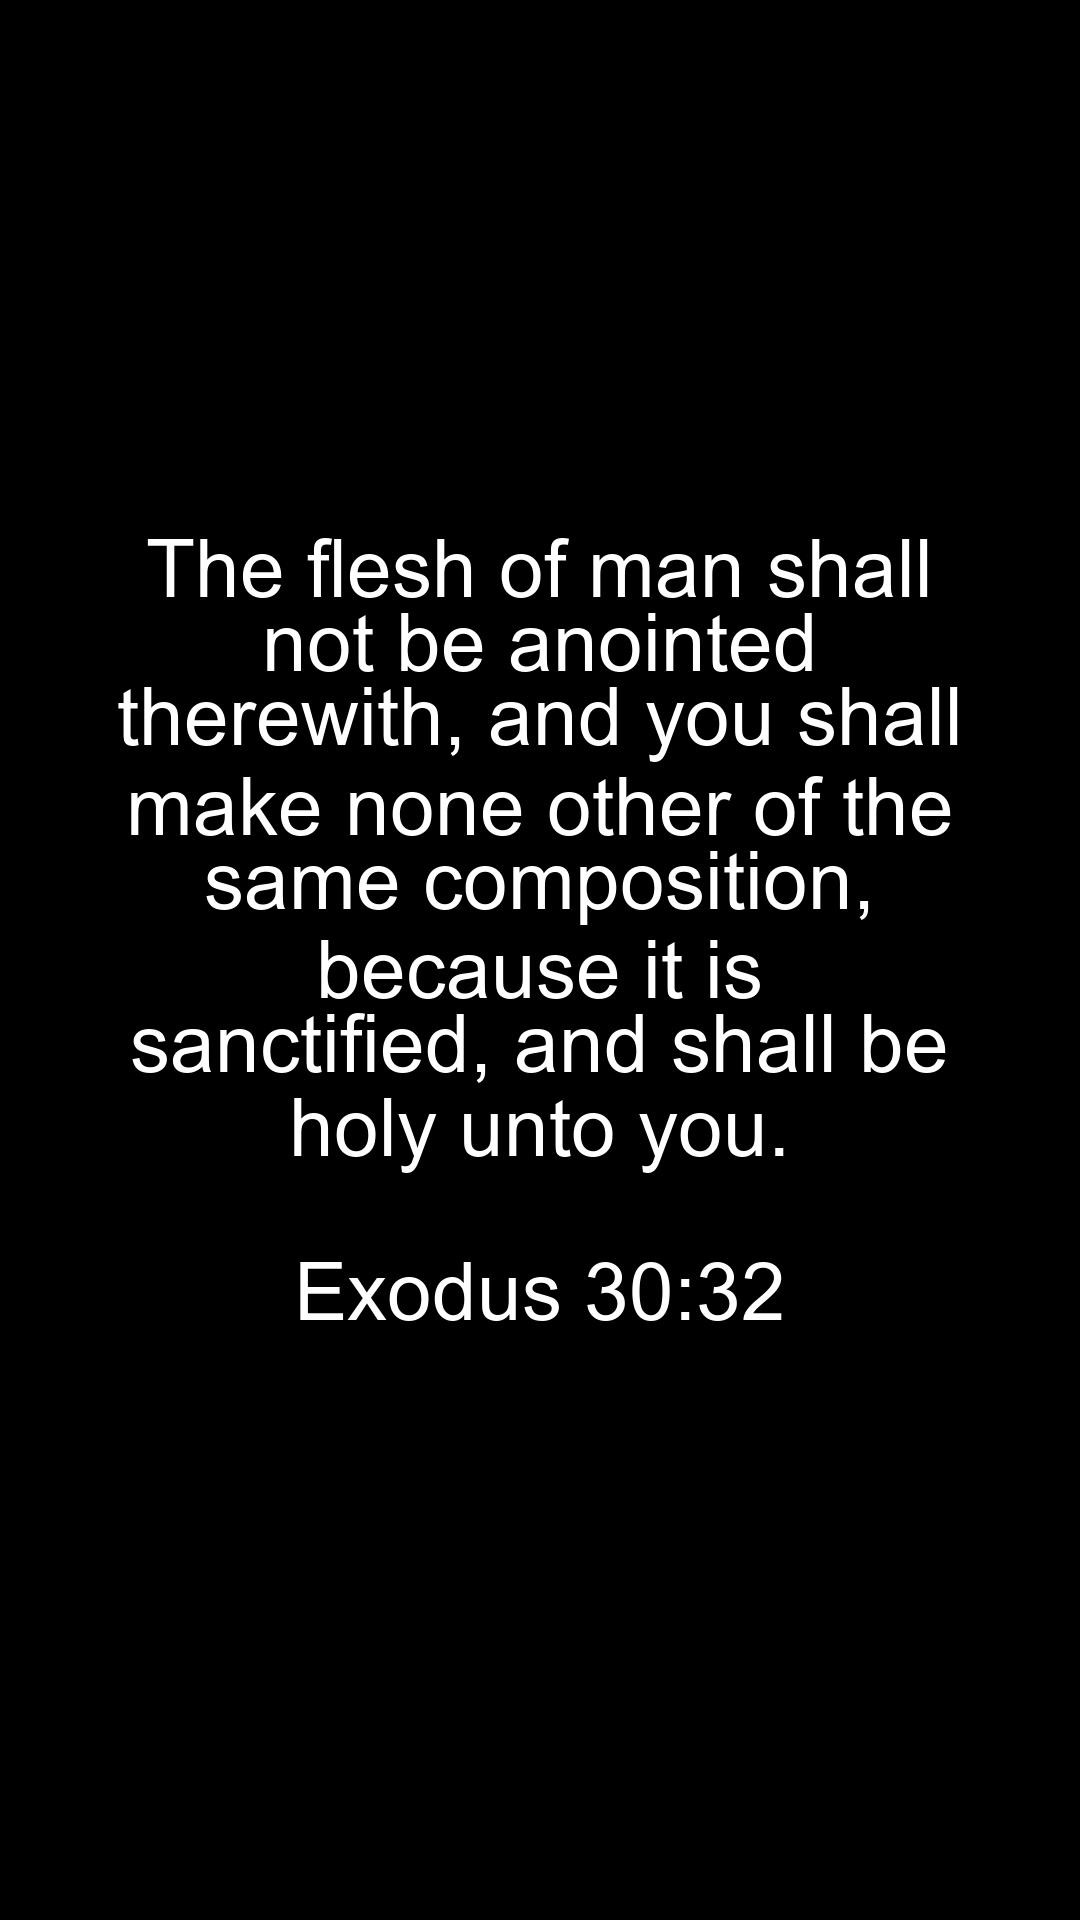 The flesh of man shall
not be anointed
therewith, and you shall
make none other of the
same composition,
because it is
sanctified, and shall be
holy unto you.
Exodus 30:32